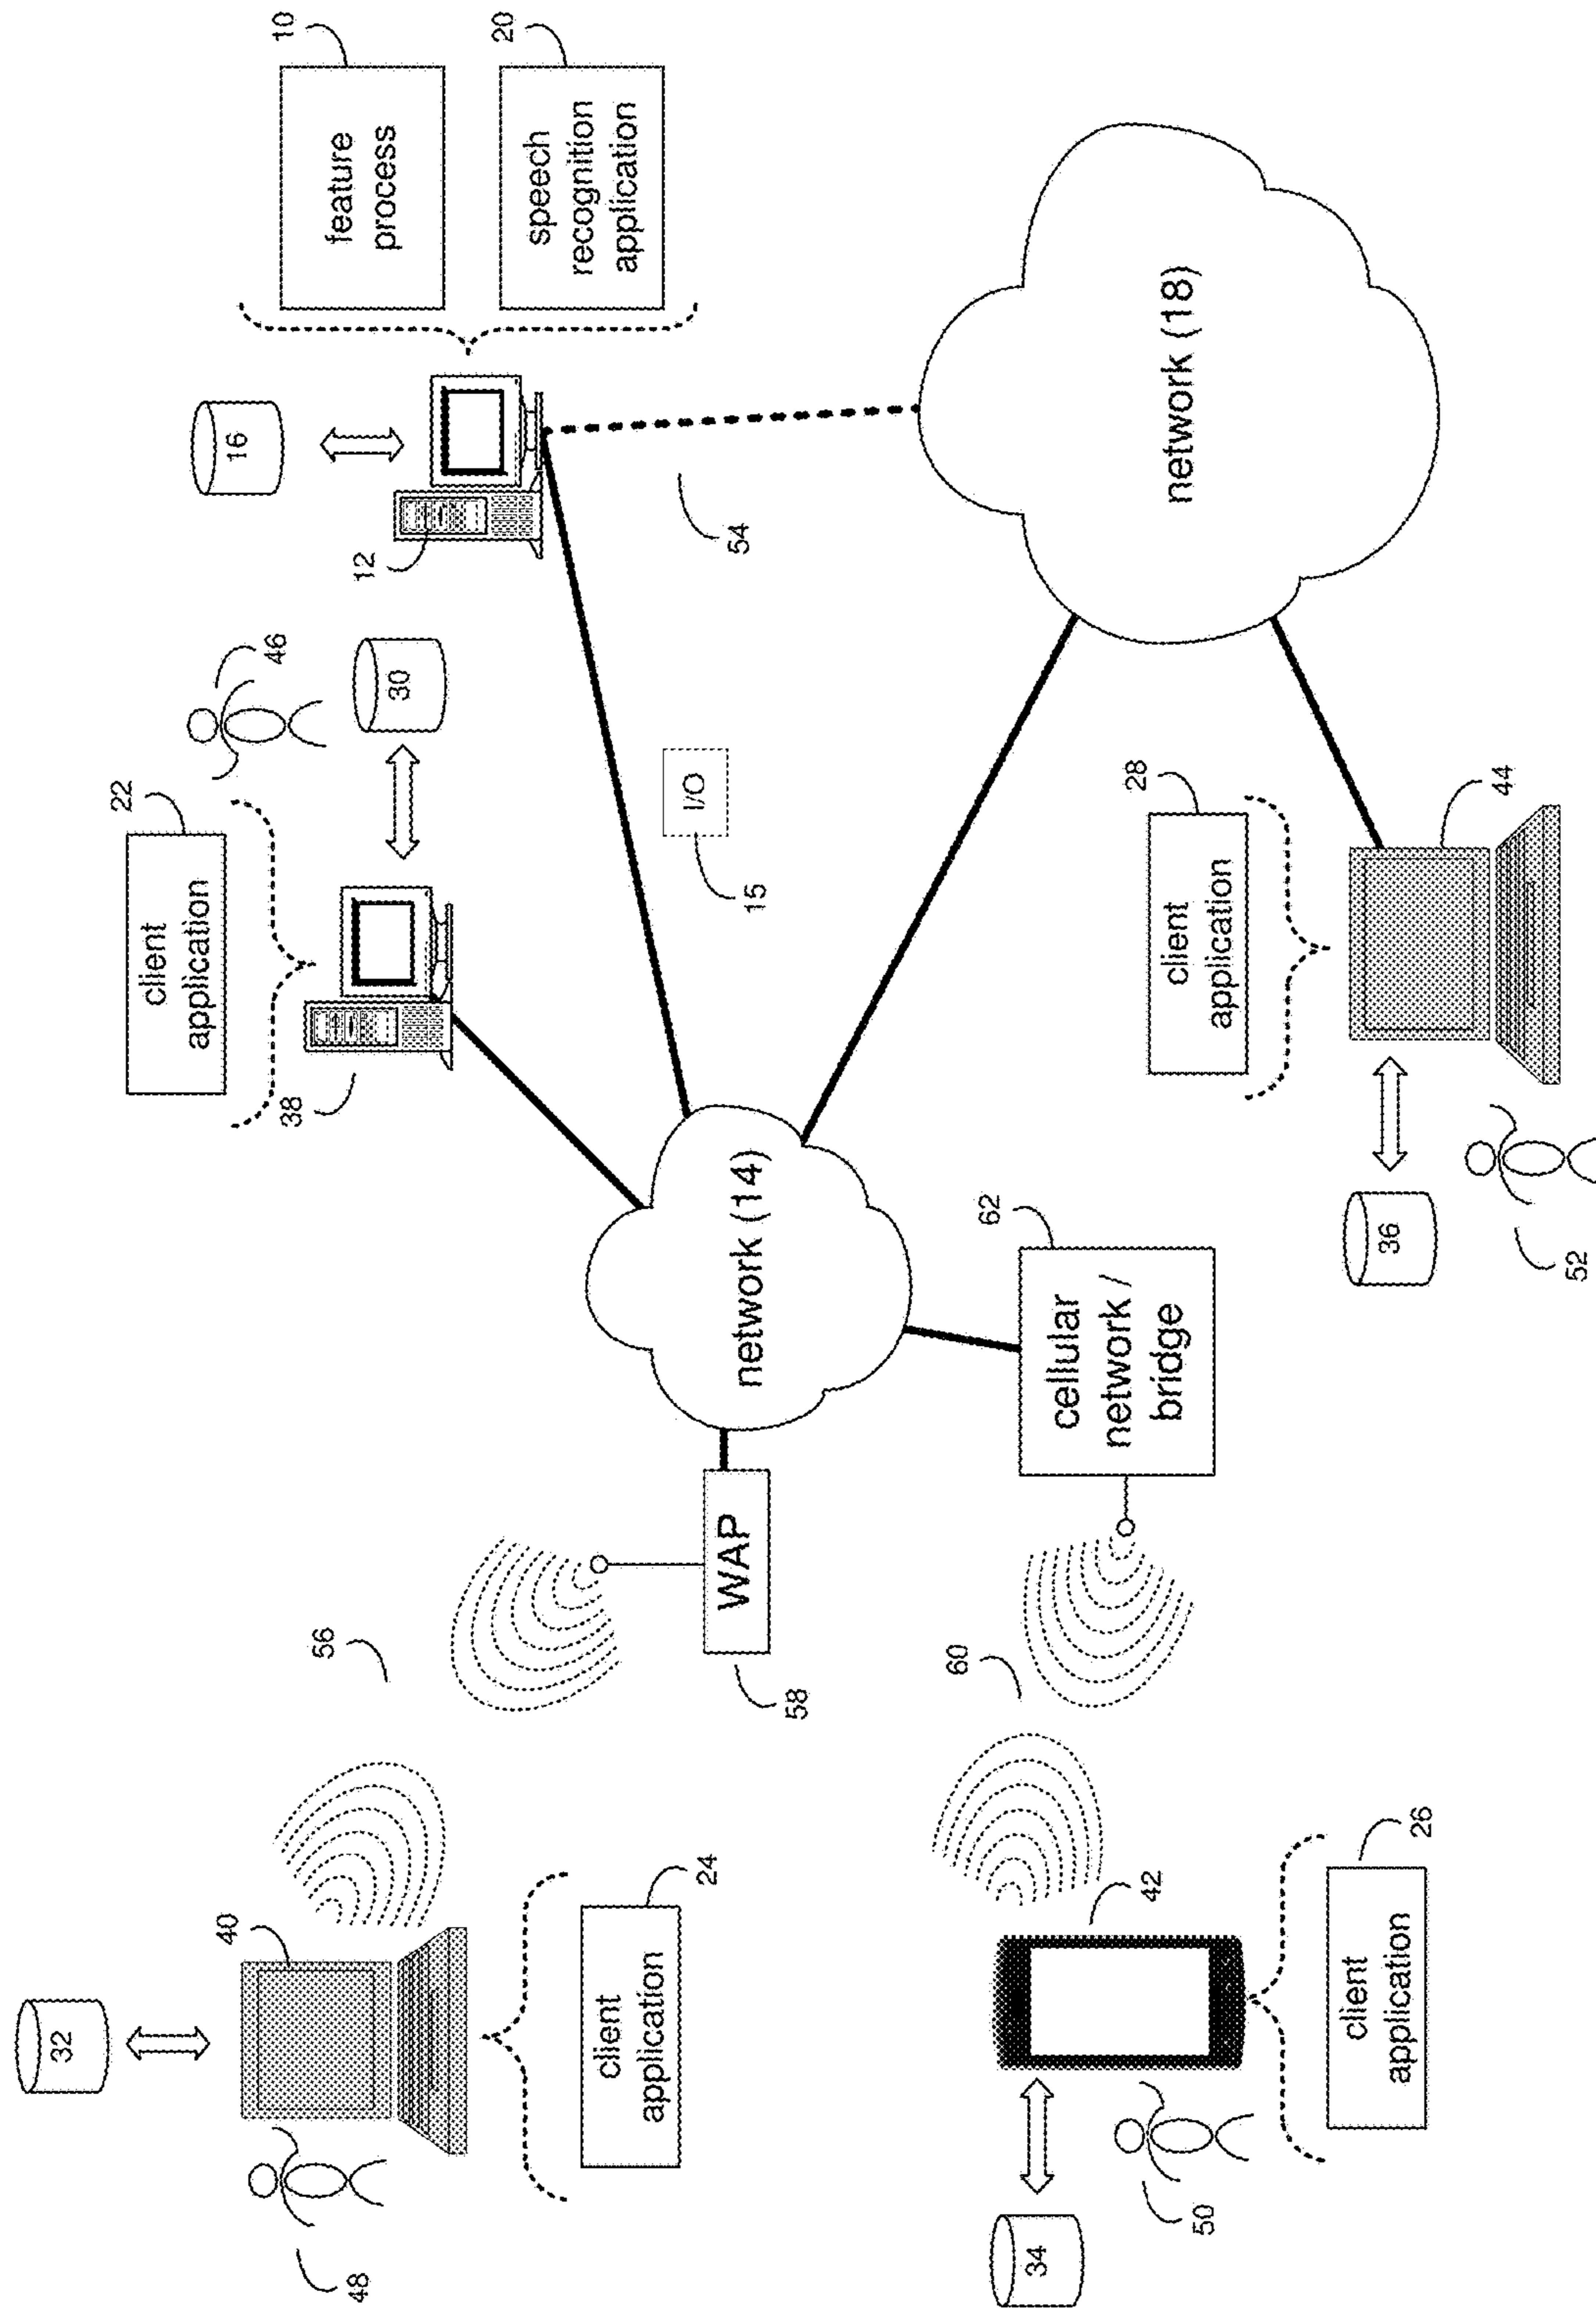 32
22
client
application
40
16
46
10
38
56
48
feature
process
12
30
20
speech
recognition
application
client
application
24
I/O
15
54
WAP
network (14)
58
60
62
34
cellular
network /
bridge
28
42
client
application
network (18)
50
client
application
26
36
44
52